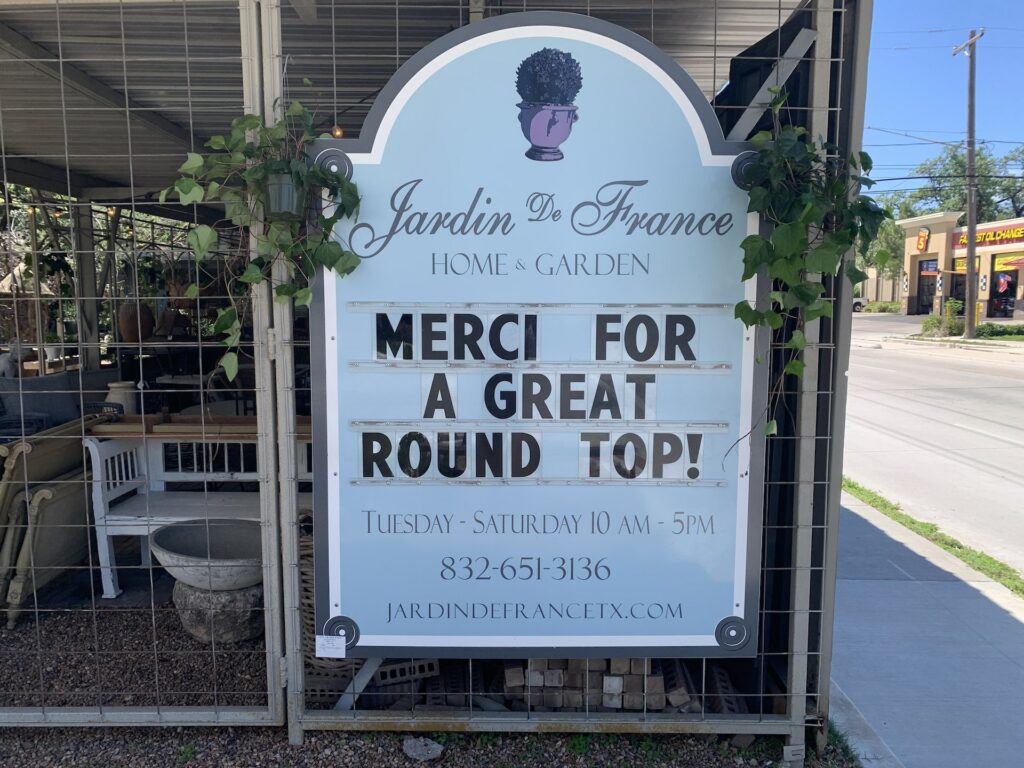 Jardin De France
HOME & GARDEN
MERCI FOR
A GREAT
ROUND TOP!
TUESDAY - SATURDAY 10 AM - 5PM
832-651-3136
JARDINDEFRANCETX.COM
5
OIL CHANGE